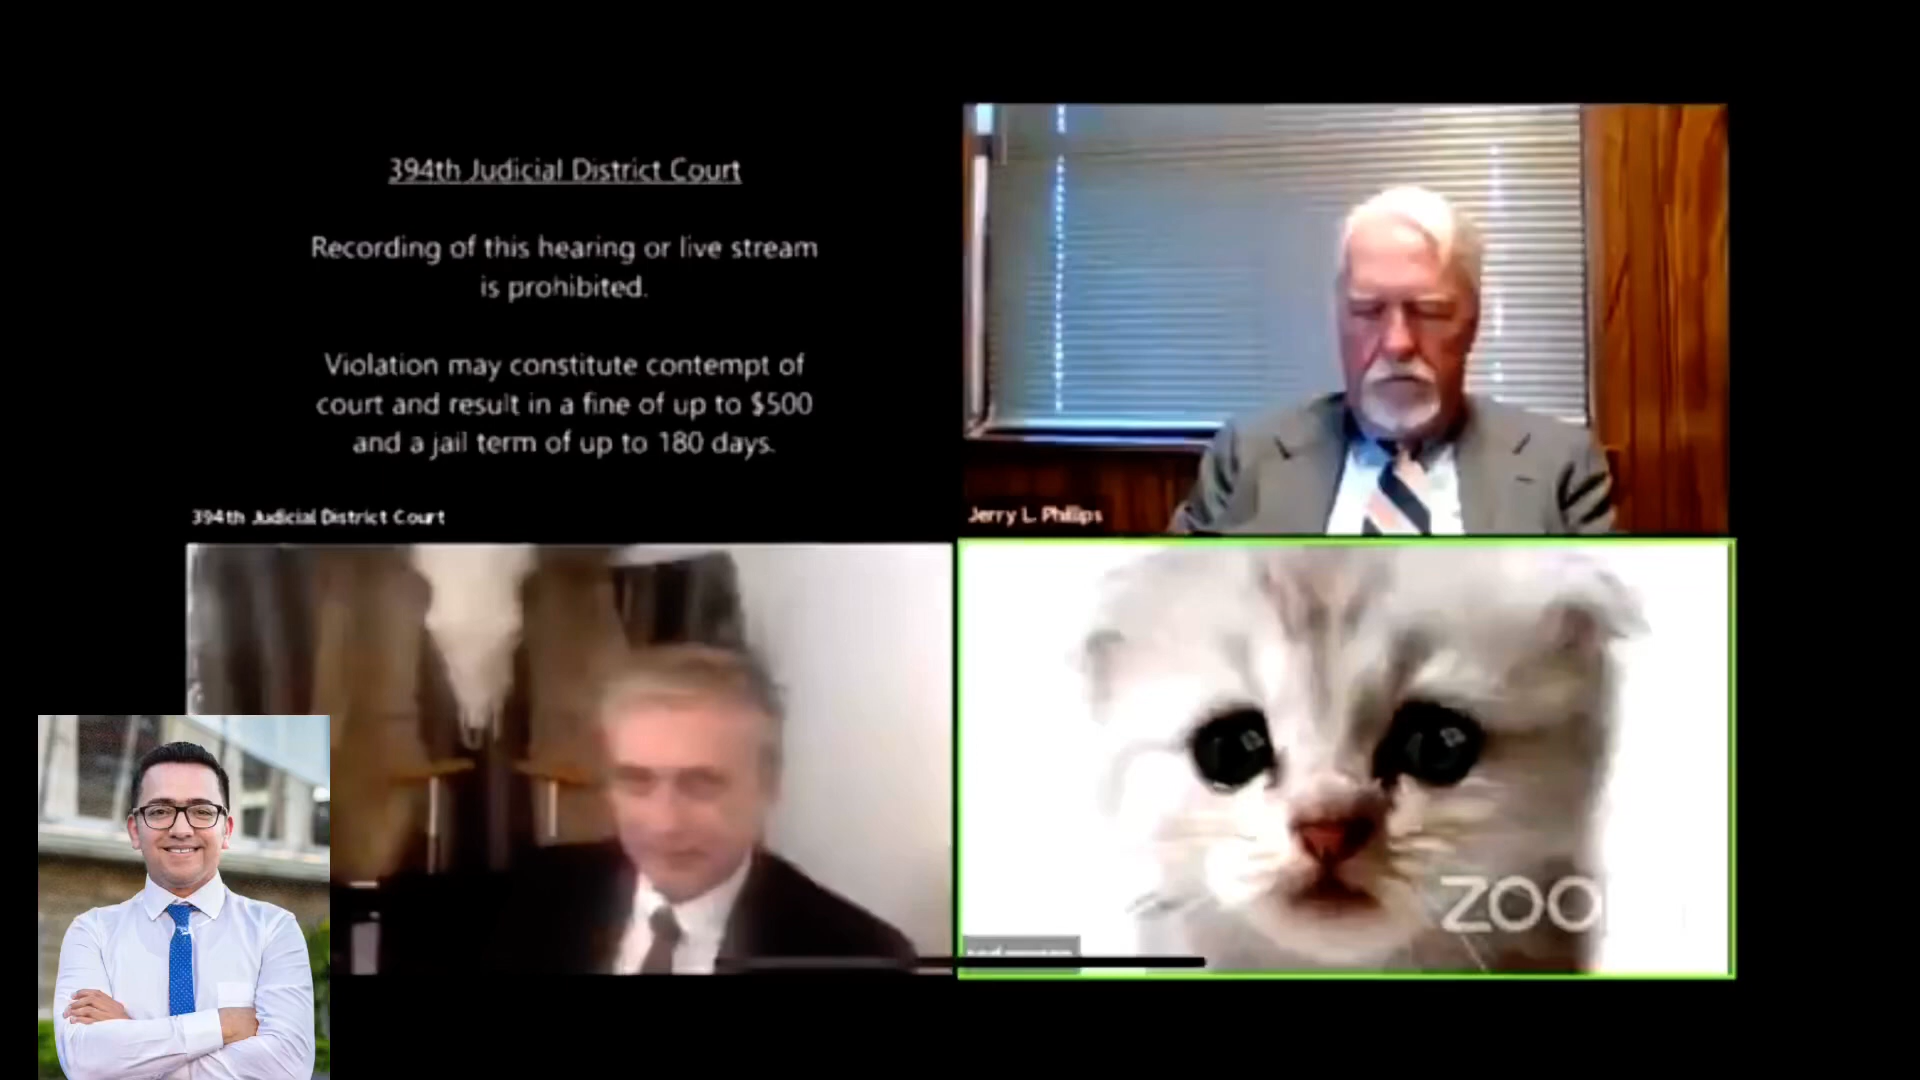 394th Judicial District Court
Recording of this hearing or live stream
is prohibited.
Violation may constitute contempt of
court and result in a fine of up to $500
and a jail term of up to 180 days.
394th Judicial District Court
Jerry L. Phillips
ZOO